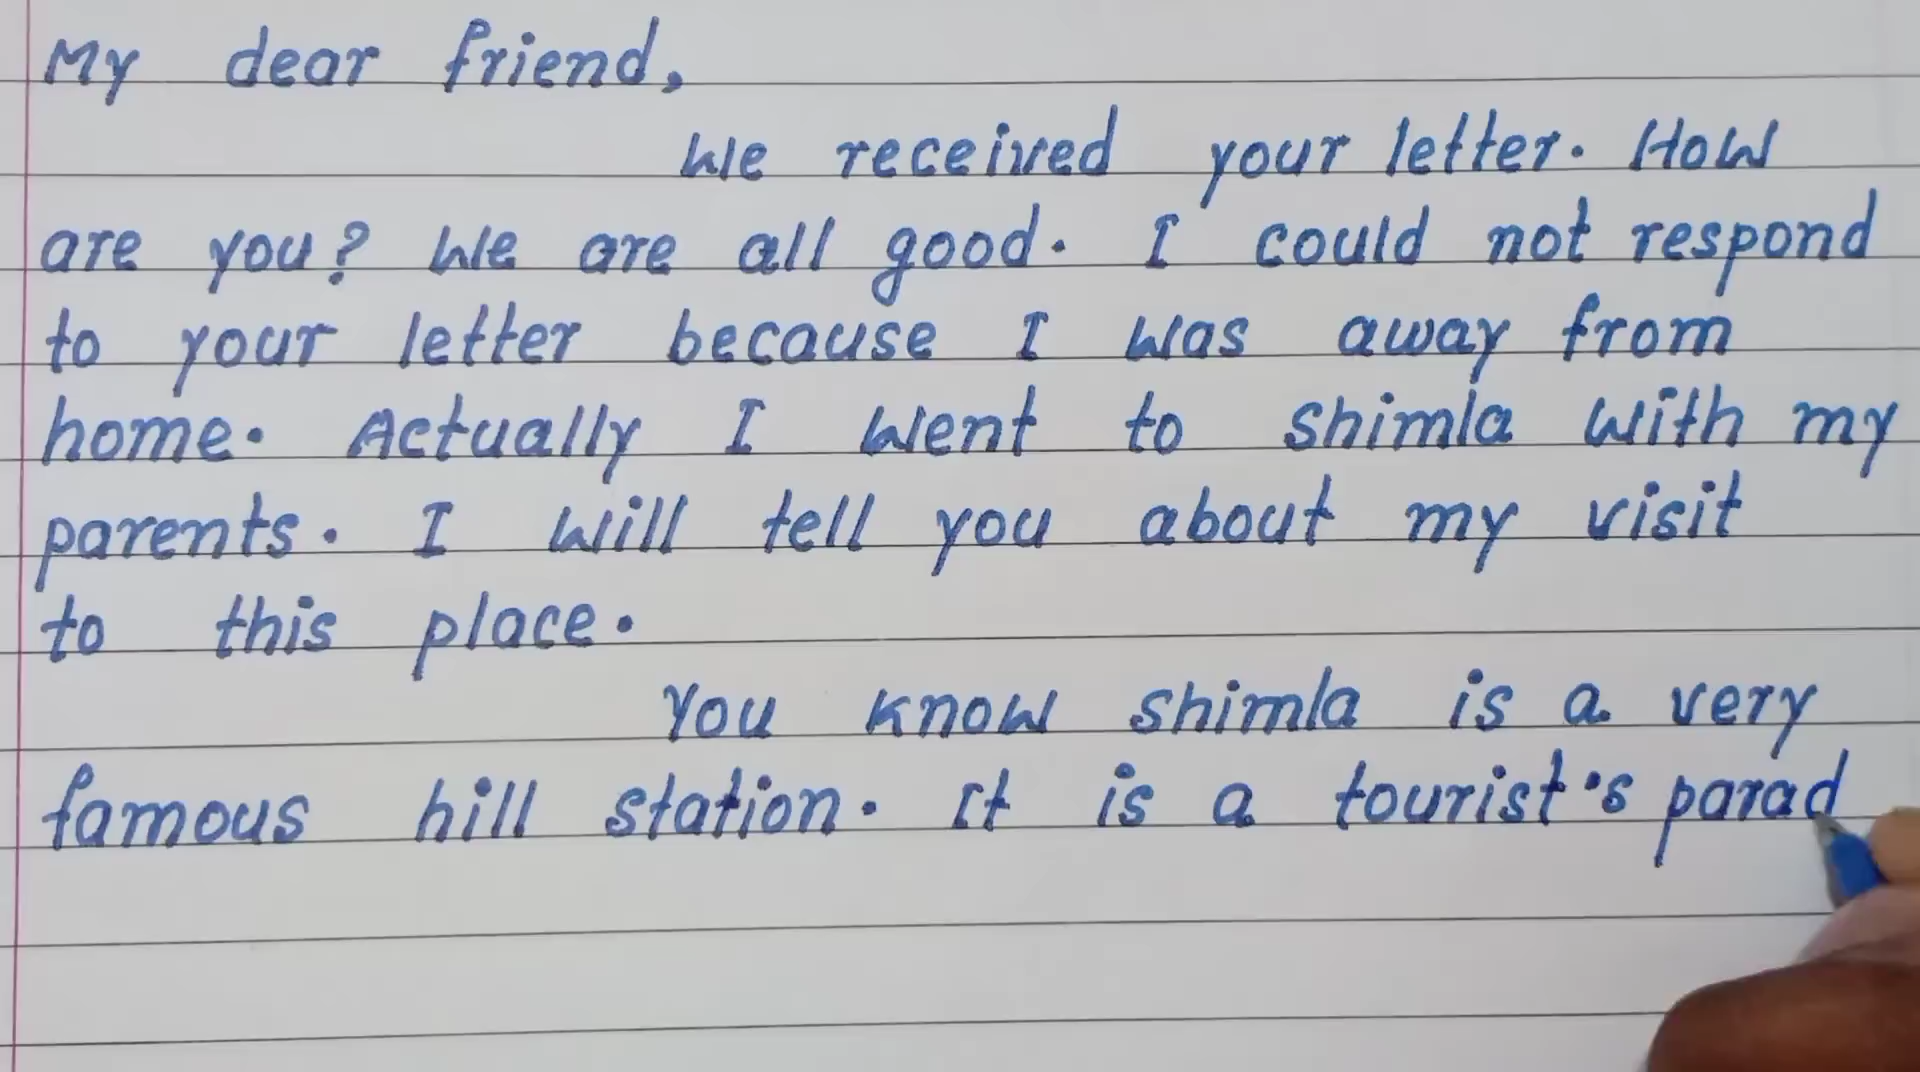 My dear friend,
We received your letter. How
are you? We are all good. I could not respond
to your letter because I was away from
home. Actually I went to shimla with my
parents. I will tell you about my visit
to this place.
You know shimla is a very
famous hill station. It is a tourist's parad